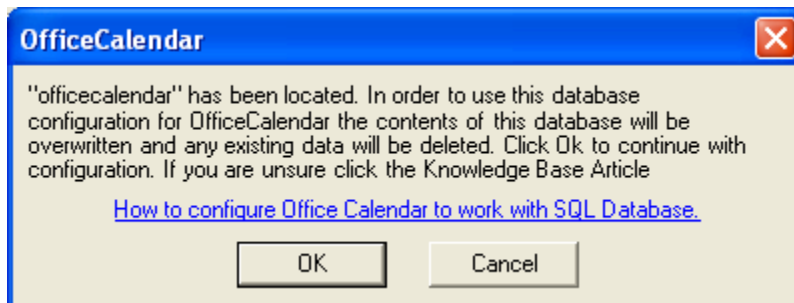 OfficeCalendar
"officecalendar" has been located. In order to use this database
configuration for OfficeCalendar the contents of this database will be
overwritten and any existing data will be deleted. Click Ok to continue with
configuration. If you are unsure click the Knowledge Base Article
How to configure Office Calendar to work with SQL Database.
OK
Cancel